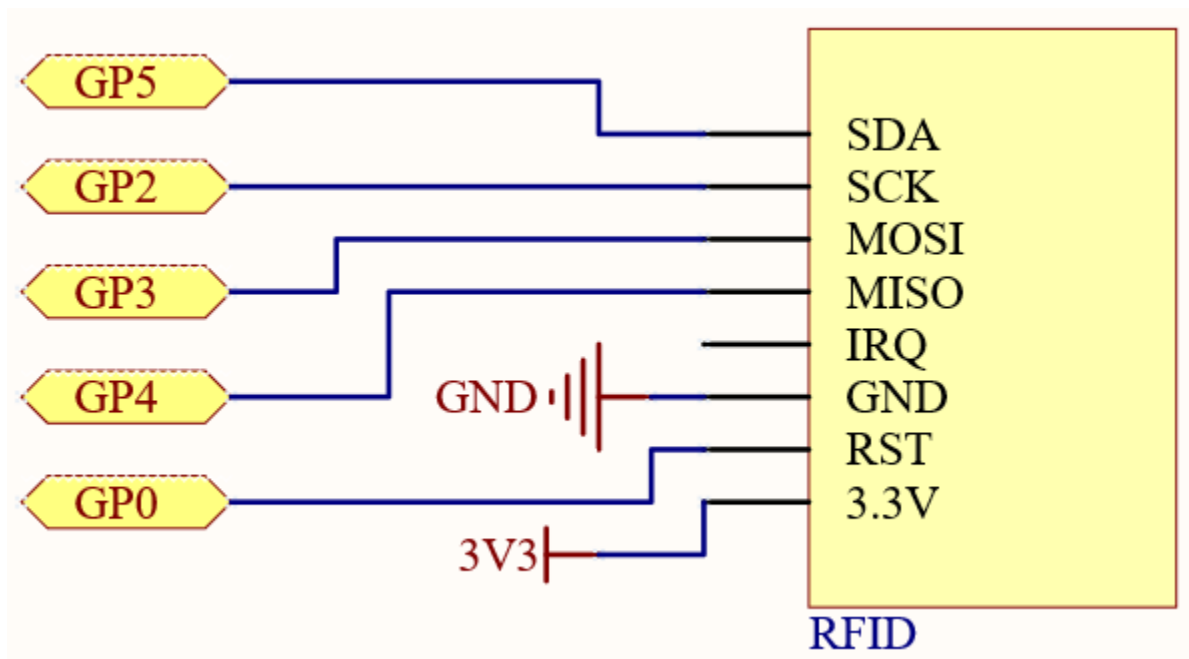 GP5
SDA
GP2
SCK
MOSI
GP3
MISO
IRQ
GP4
GND
GND
RST
GP0
3.3V
3V3
RFID